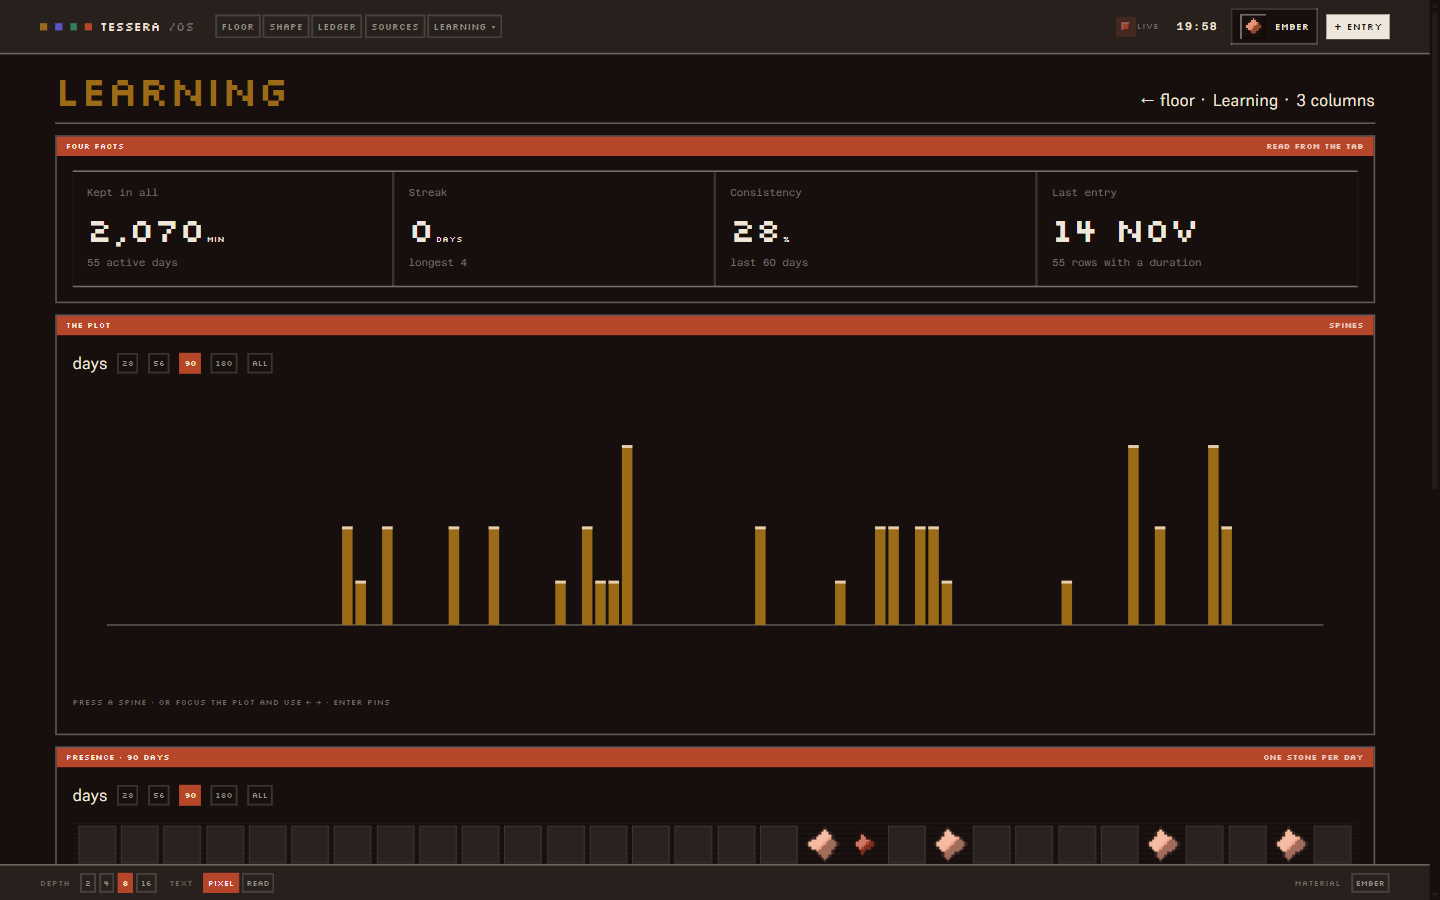 TESSERA /OS FLOOR SHAPE LEDGER SOURCES LEARNING LIVE 19:58 EMBER + ENTRY
LEARNING ← floor · Learning · 3 columns
FOUR FACTS READ FROM THE TAB
Kept in all Streak Consistency Last entry
2,070 MIN 0 DAYS 28 % 14 NOV
55 active days longest 4 last 60 days 55 rows with a duration
THE PLOT SPINES
days 28 56 90 180 ALL
PRESS A SPINE · OR FOCUS THE PLOT AND USE ← → · ENTER PINS
PRESENCE · 90 DAYS ONE STONE PER DAY
days 28 56 90 180 ALL
DEPTH 2 4 8 16 TEXT PIXEL READ MATERIAL EMBER